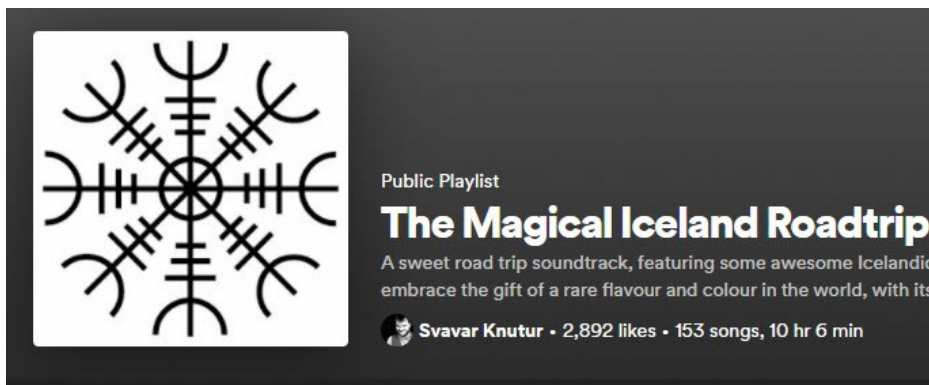 Public Playlist
The Magical Iceland Roadtrip
A sweet road trip soundtrack, featuring some awesome Icelandic
embrace the gift of a rare flavour and colour in the world, with its
Svavar Knutur • 2,892 likes • 153 songs, 10 hr 6 min